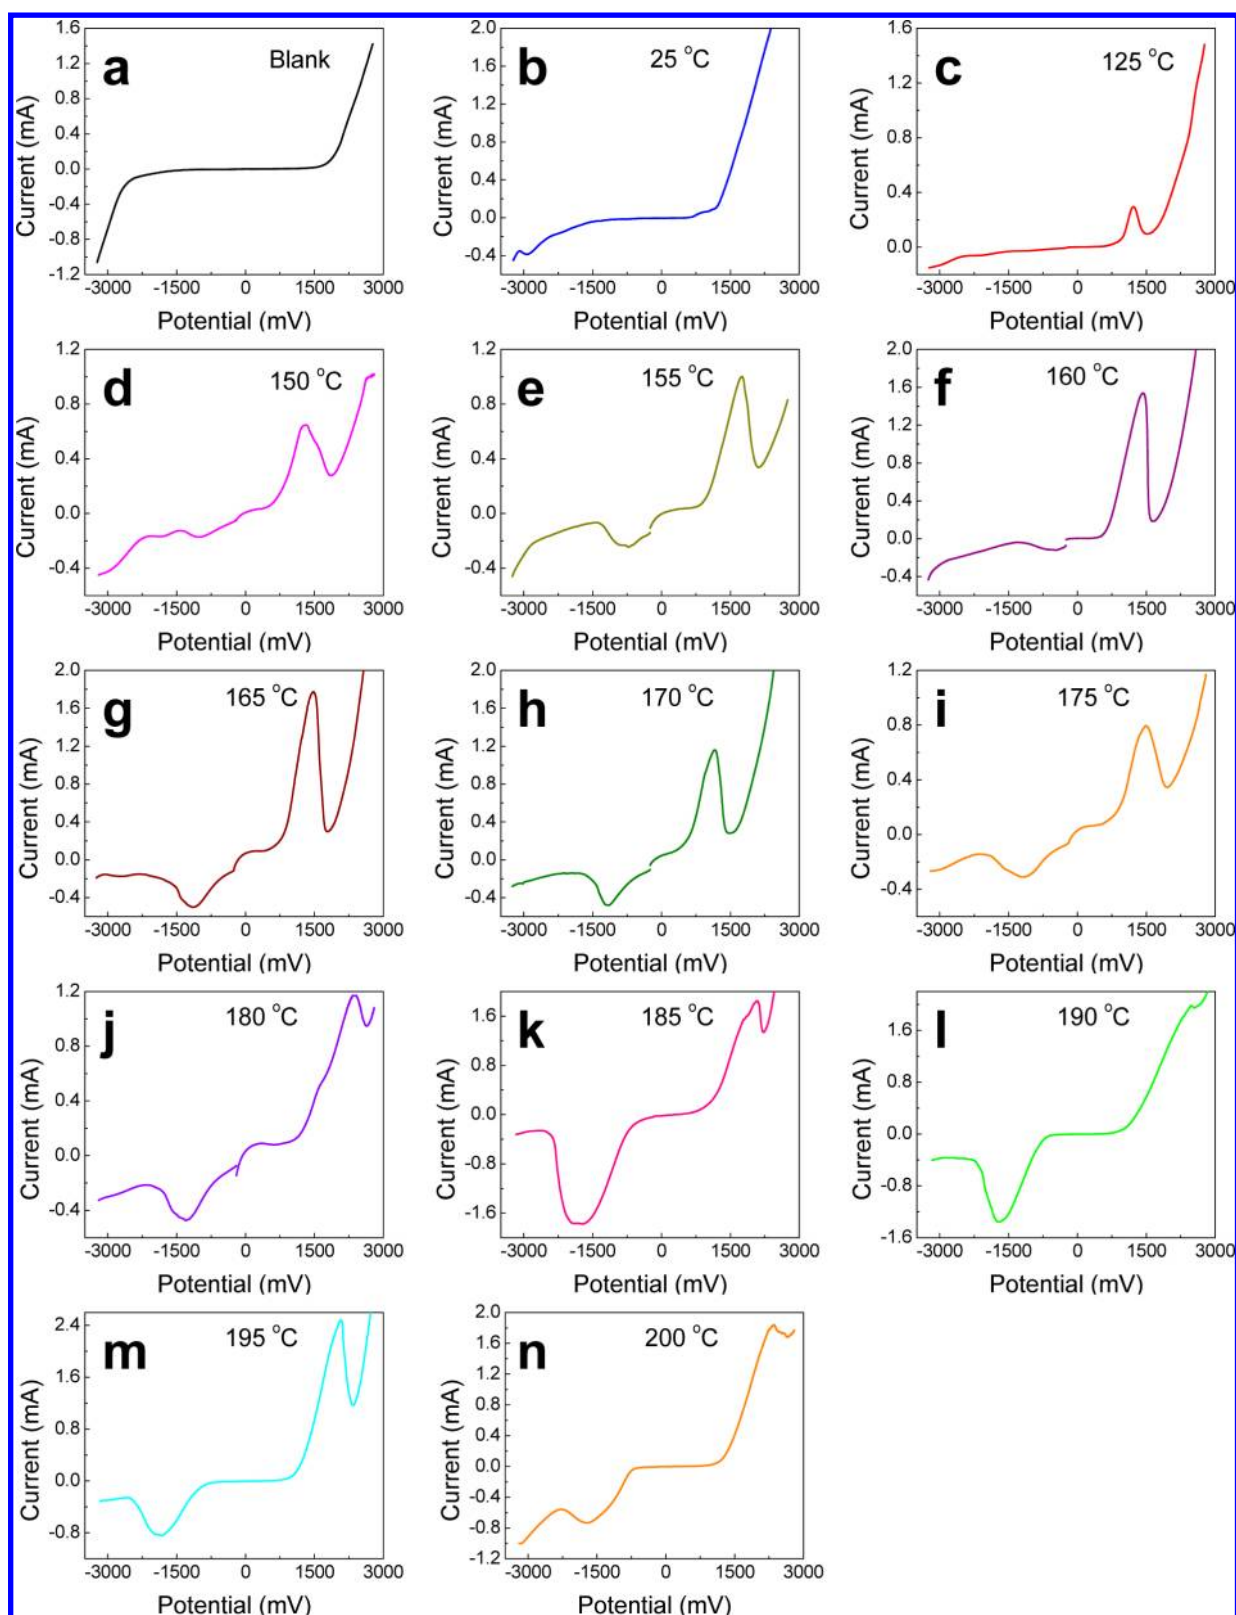 a Blank
Current (mA)
1.6
1.2
0.8
0.4
0.0
-0.4
-0.8
-1.2
-3000 -1500 0 1500 3000
Potential (mV)
b 25 °C
Current (mA)
2.0
1.6
1.2
0.8
0.4
0.0
-0.4
-3000 -1500 0 1500 3000
Potential (mV)
c 125 °C
Current (mA)
1.6
1.2
0.8
0.4
0.0
-3000 -1500 0 1500 3000
Potential (mV)
d 150 °C
Current (mA)
1.2
0.8
0.4
0.0
-0.4
-3000 -1500 0 1500 3000
Potential (mV)
e 155 °C
Current (mA)
1.2
0.8
0.4
0.0
-0.4
-3000 -1500 0 1500 3000
Potential (mV)
f 160 °C
Current (mA)
2.0
1.6
1.2
0.8
0.4
0.0
-0.4
-3000 -1500 0 1500 3000
Potential (mV)
g 165 °C
Current (mA)
2.0
1.6
1.2
0.8
0.4
0.0
-0.4
-3000 -1500 0 1500 3000
Potential (mV)
h 170 °C
Current (mA)
2.0
1.6
1.2
0.8
0.4
0.0
-0.4
-3000 -1500 0 1500 3000
Potential (mV)
i 175 °C
Current (mA)
1.2
0.8
0.4
0.0
-0.4
-3000 -1500 0 1500 3000
Potential (mV)
j 180 °C
Current (mA)
1.2
0.8
0.4
0.0
-0.4
-3000 -1500 0 1500 3000
Potential (mV)
k 185 °C
Current (mA)
1.6
0.8
0.0
-0.8
-1.6
-3000 -1500 0 1500 3000
Potential (mV)
l 190 °C
Current (mA)
1.6
0.8
0.0
-0.8
-1.6
-3000 -1500 0 1500 3000
Potential (mV)
m 195 °C
Current (mA)
2.4
1.6
0.8
0.0
-0.8
-3000 -1500 0 1500 3000
Potential (mV)
n 200 °C
Current (mA)
2.0
1.6
1.2
0.8
0.4
0.0
-0.4
-0.8
-1.2
-3000 -1500 0 1500 3000
Potential (mV)